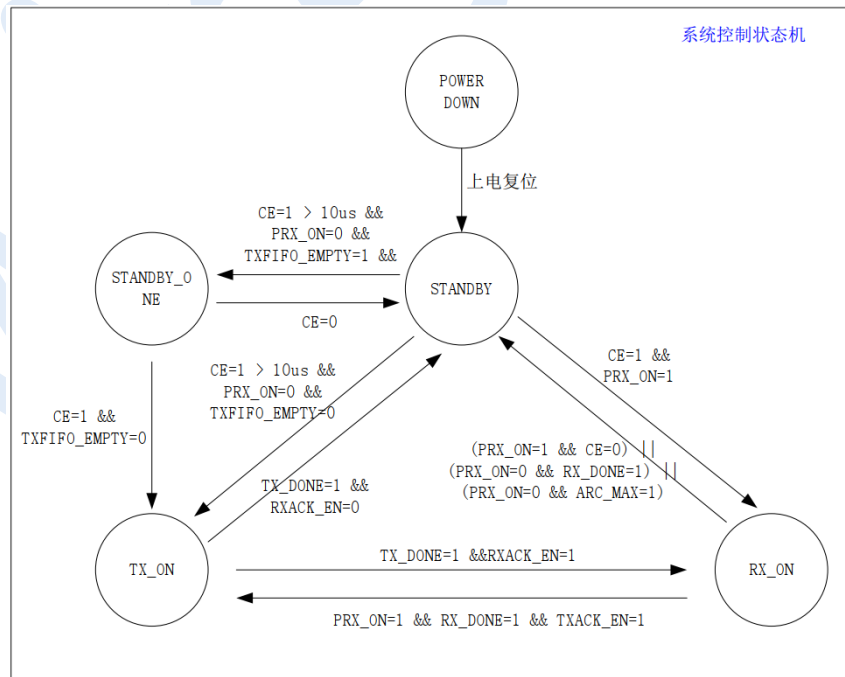 系统控制状态机
POWER
DOWN
上电复位
CE=1 > 10us &&
PRX_ON=0 &&
TXFIFO_EMPTY=1 &&
STANDBY_O
NE
STANDBY
CE=0
CE=1 > 10us &&
PRX_ON=0 &&
TXFIFO_EMPTY=0
CE=1 &&
PRX_ON=1
CE=1 &&
TXFIFO_EMPTY=0
(PRX_ON=1 && CE=0) ||
(PRX_ON=0 && RX_DONE=1) ||
(PRX_ON=0 && ARC_MAX=1)
TX_DONE=1 &&
RXACK_EN=0
TX_ON
TX_DONE=1 &&RXACK_EN=1
RX_ON
PRX_ON=1 && RX_DONE=1 && TXACK_EN=1